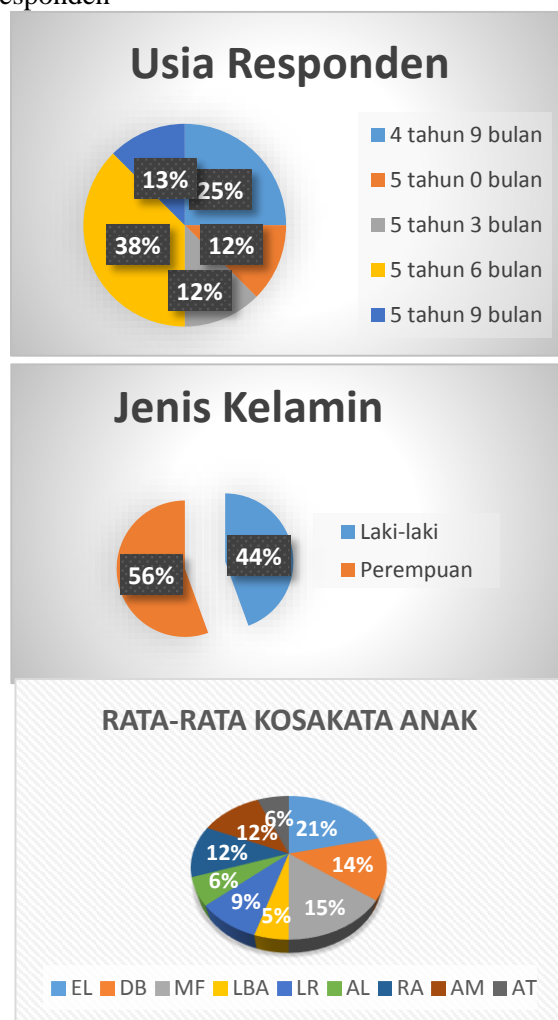 esponden
Usia Responden
13%
25%
38%
12%
12%
4 tahun 9 bulan
5 tahun 0 bulan
5 tahun 3 bulan
5 tahun 6 bulan
5 tahun 9 bulan
Jenis Kelamin
56%
44%
Laki-laki
Perempuan
RATA-RATA KOSAKATA ANAK
6%
21%
12%
12%
14%
6%
9%
5%
15%
EL DB MF LBA LR AL RA AM AT